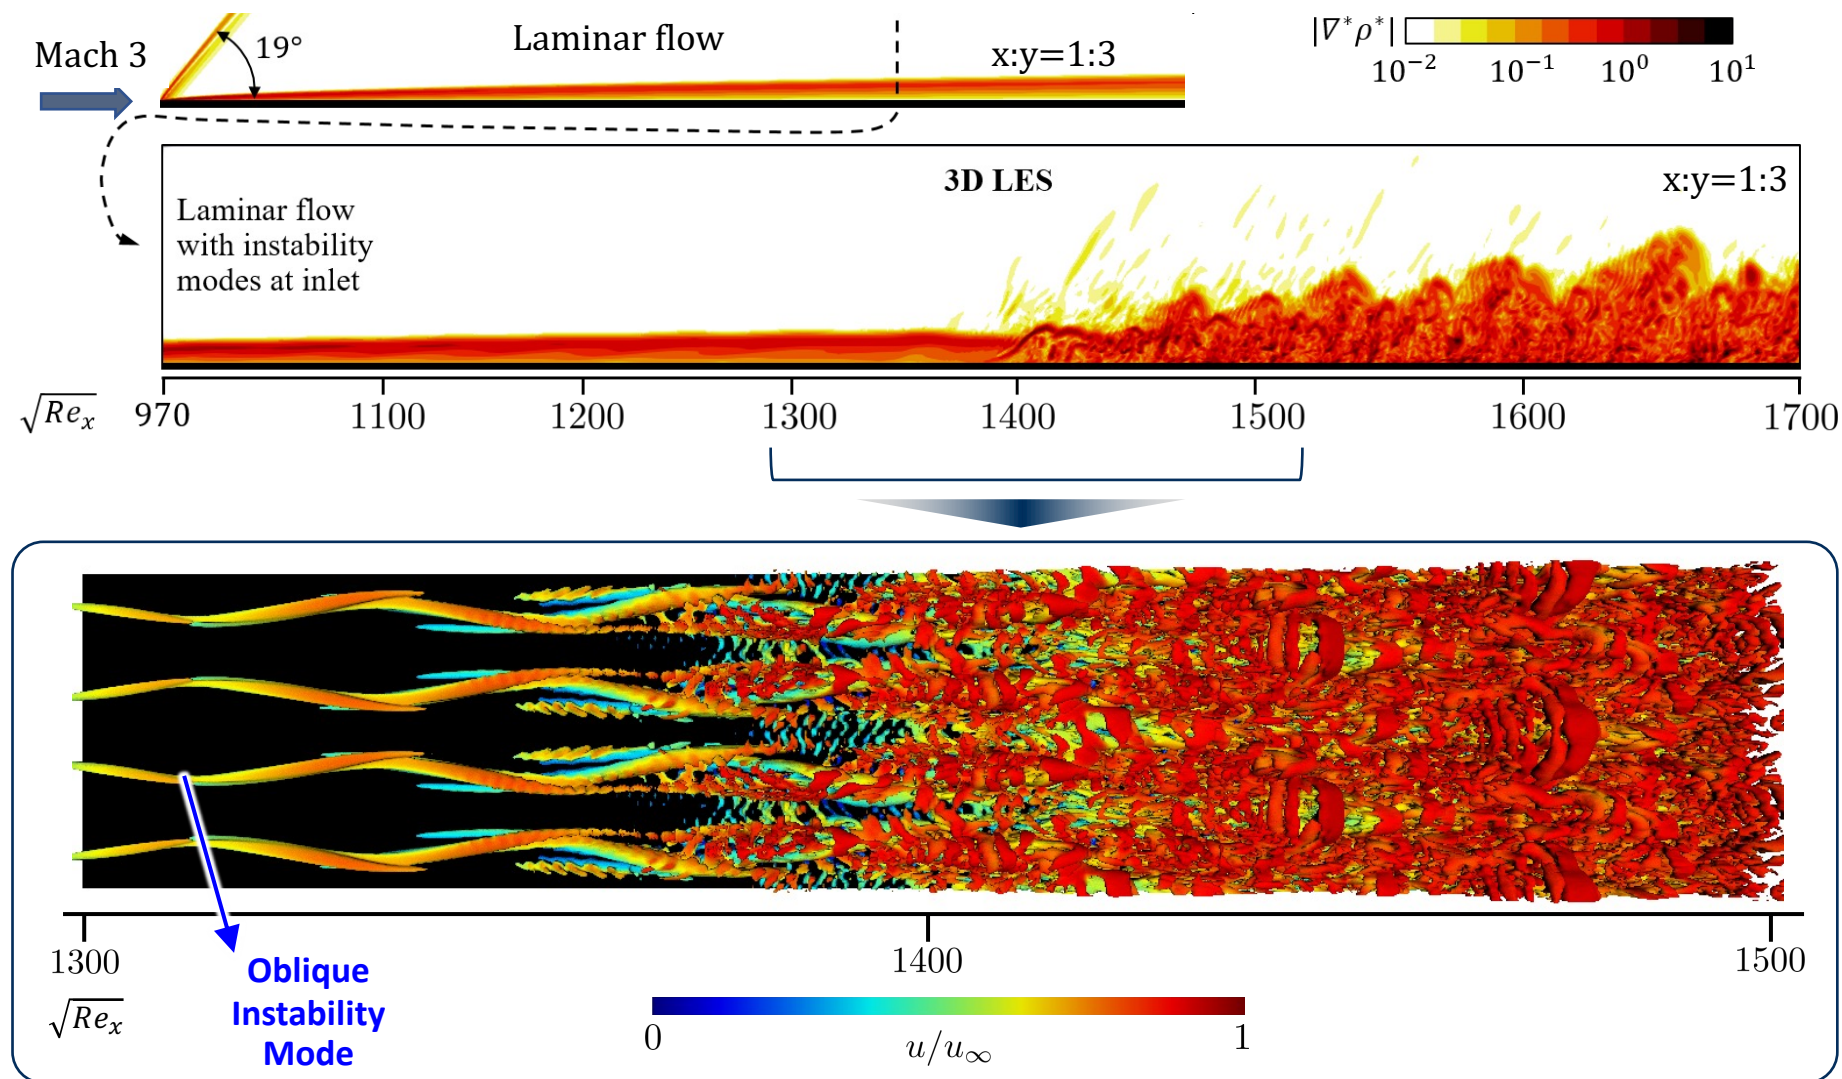 Mach 3
19°
Laminar flow
x:y=1:3
|∇*ρ*|
10⁻² 10⁻¹ 10⁰ 10¹
3D LES
x:y=1:3
Laminar flow
with instability
modes at inlet
√Reₓ 970 1100 1200 1300 1400 1500 1600 1700
1300 1400 1500
√Reₓ
Oblique
Instability
Mode
0 1
u/u∞